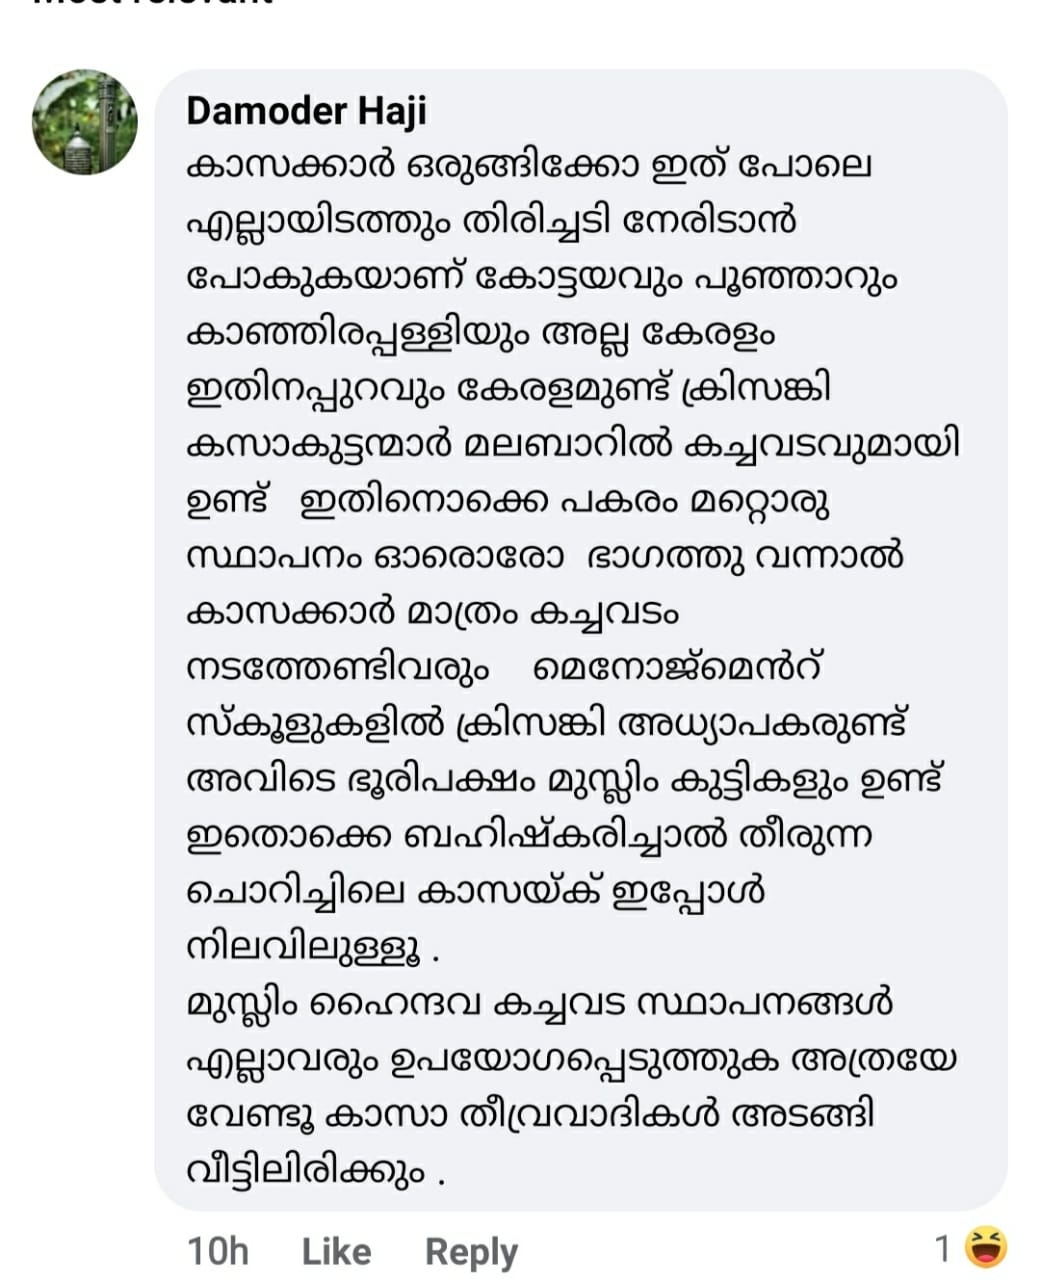 Most relevant
Damoder Haji
കാസക്കാർ ഒരുങ്ങിക്കോ ഇത് പോലെ
എല്ലായിടത്തും തിരിച്ചടി നേരിടാൻ
പോകുകയാണ് കോട്ടയവും പൂഞ്ഞാറും
കാഞ്ഞിരപ്പള്ളിയും അല്ല കേരളം
ഇതിനപ്പുറവും കേരളമുണ്ട് ക്രിസങ്കി
കസാകുട്ടന്മാർ മലബാറിൽ കച്ചവടവുമായി
ഉണ്ട് ഇതിനൊക്കെ പകരം മറ്റൊരു
സ്ഥാപനം ഓരൊരോ ഭാഗത്തു വന്നാൽ
കാസക്കാർ മാത്രം കച്ചവടം
നടത്തേണ്ടിവരും മെനോജ്മെൻറ്
സ്കൂളുകളിൽ ക്രിസങ്കി അധ്യാപകരുണ്ട്
അവിടെ ഭൂരിപക്ഷം മുസ്ലിം കുട്ടികളും ഉണ്ട്
ഇതൊക്കെ ബഹിഷ്കരിച്ചാൽ തീരുന്ന
ചൊറിച്ചിലെ കാസയ്ക് ഇപ്പോൾ
നിലവിലുള്ളൂ .
മുസ്ലിം ഹൈന്ദവ കച്ചവട സ്ഥാപനങ്ങൾ
എല്ലാവരും ഉപയോഗപ്പെടുത്തുക അത്രയേ
വേണ്ടൂ കാസാ തീവ്രവാദികൾ അടങ്ങി
വീട്ടിലിരിക്കും .
10h Like Reply 1